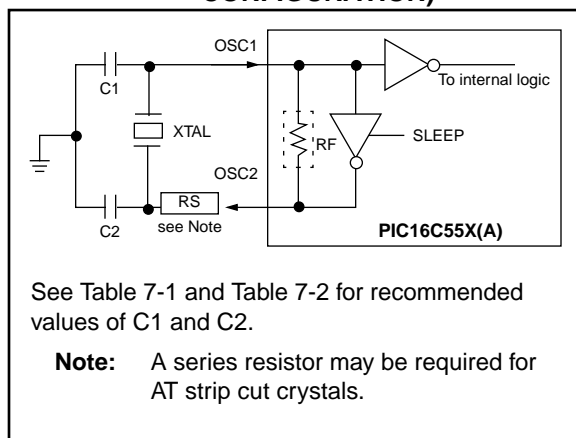 CONFIGURATION)
OSC1
To internal logic
C1
XTAL
RF
SLEEP
OSC2
RS
C2
see Note
PIC16C55X(A)
See Table 7-1 and Table 7-2 for recommended
values of C1 and C2.
Note: A series resistor may be required for
AT strip cut crystals.